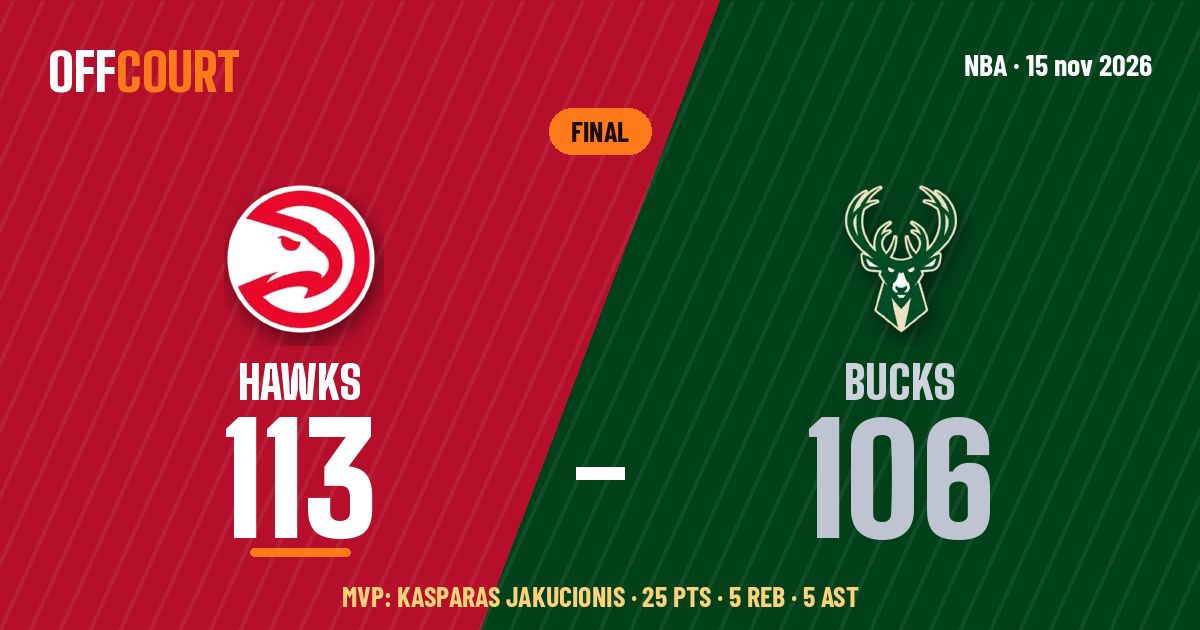 OFFCOURT
NBA · 15 nov 2026
FINAL
HAWKS
BUCKS
113
–
106
MVP: KASPARAS JAKUCIONIS · 25 PTS · 5 REB · 5 AST